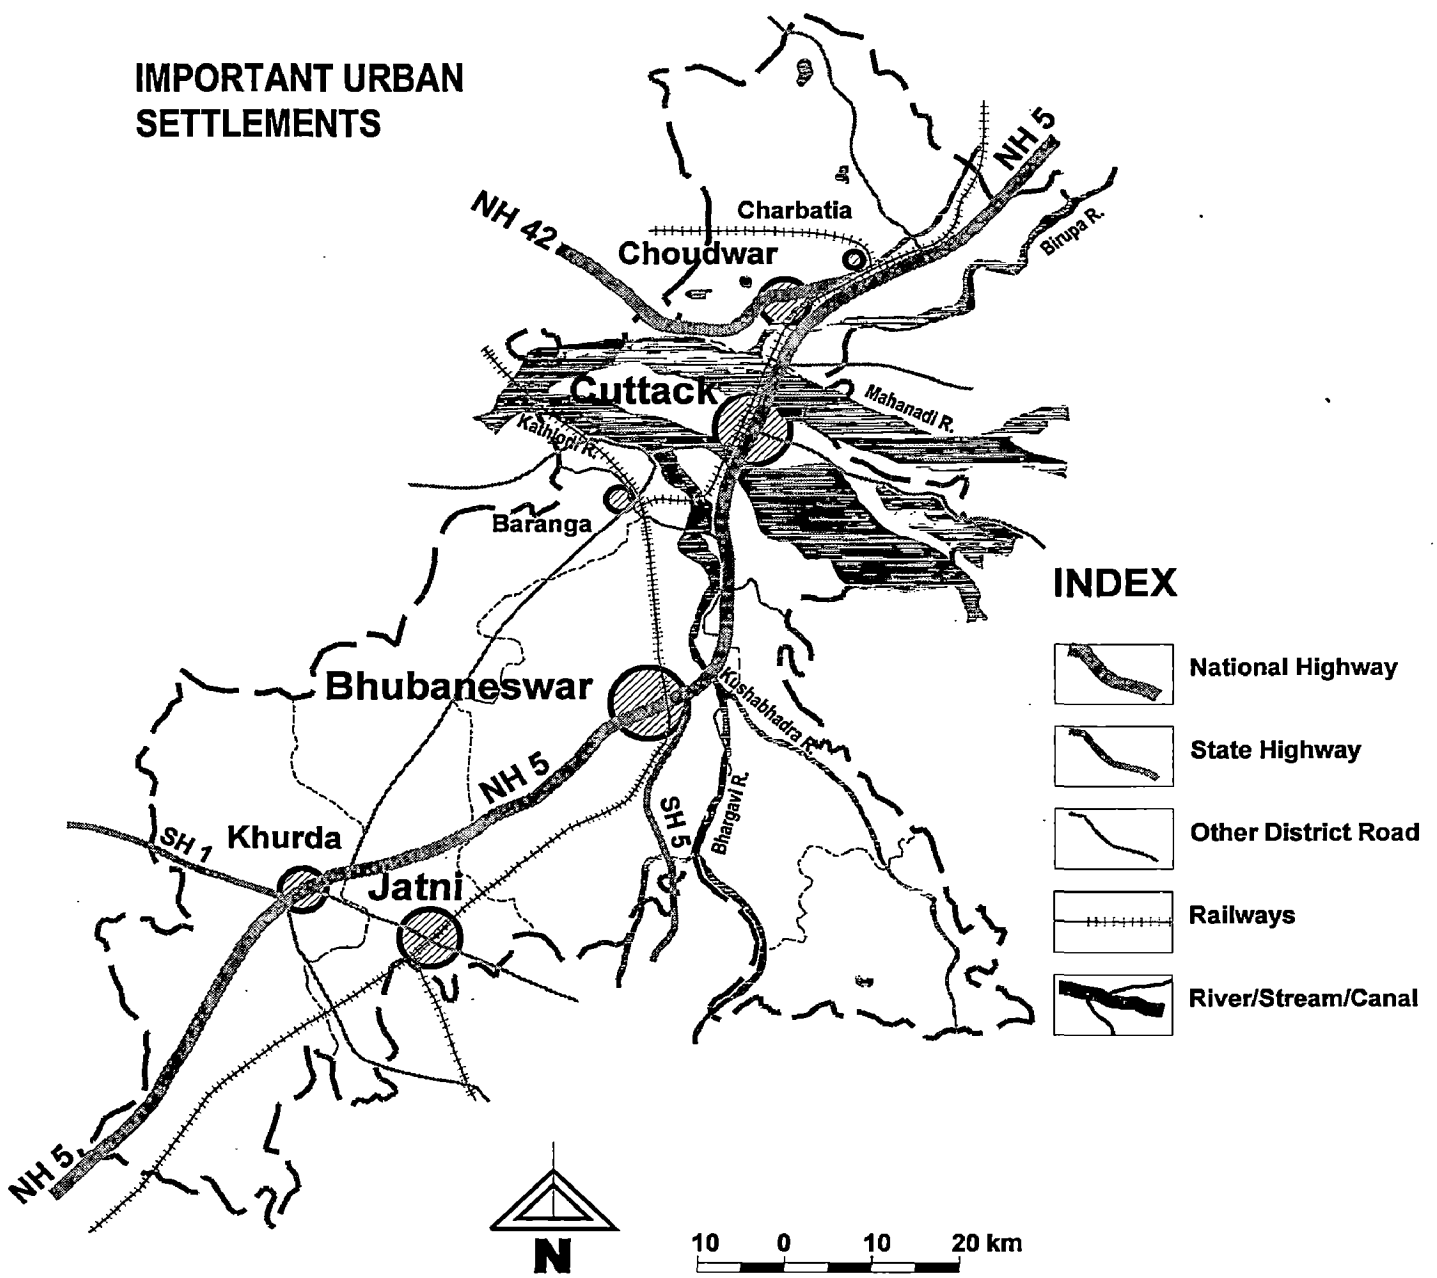 IMPORTANT URBAN
SETTLEMENTS
NH 5
NH 42
Charbatia
Choudwar
Birupa R.
Cuttack
Mahanadi R.
Kathjodi R.
Baranga
INDEX
National Highway
Bhubaneswar
Kushabhadra R.
State Highway
NH 5
SH 5
Bhargavi R.
Other District Road
Khurda
SH 1
Jatni
Railways
River/Stream/Canal
NH 5
N
10 0 10 20 km